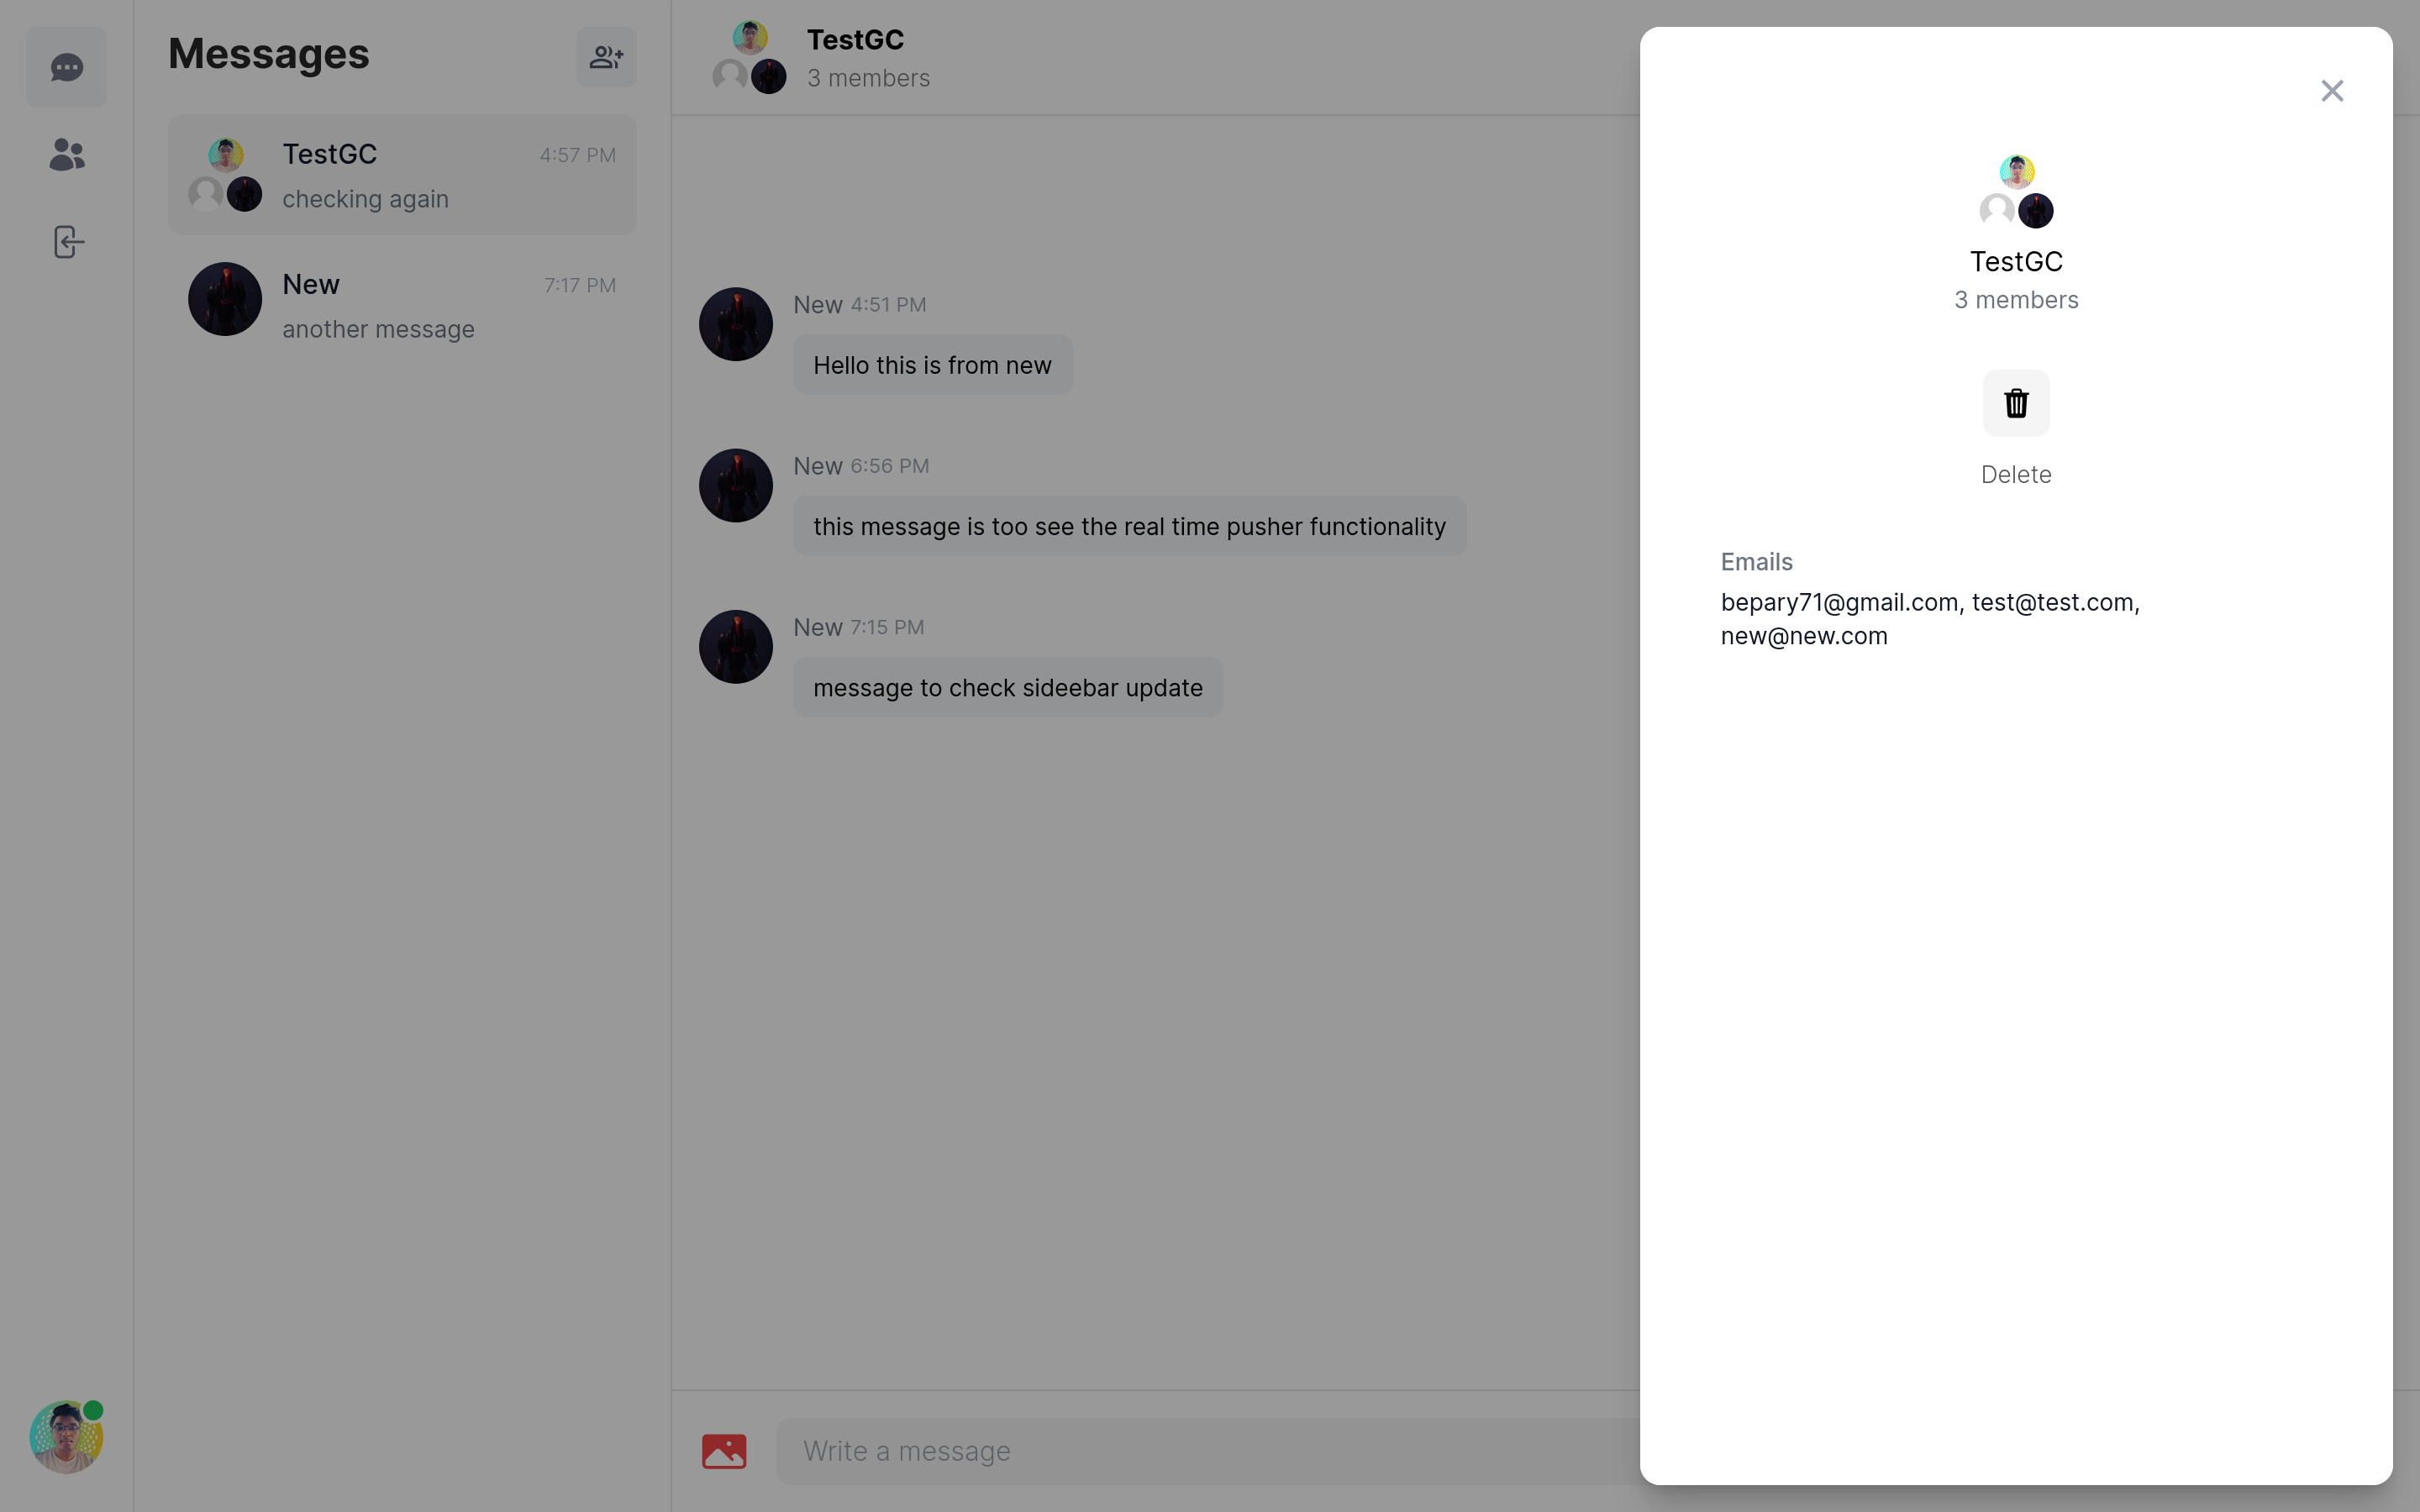 Messages
TestGC
4:57 PM
checking again
New
7:17 PM
another message
TestGC
3 members
New 4:51 PM
Hello this is from new
New 6:56 PM
this message is too see the real time pusher functionality
New 7:15 PM
message to check sideebar update
Write a message
TestGC
3 members
Delete
Emails
bepary71@gmail.com, test@test.com,
new@new.com